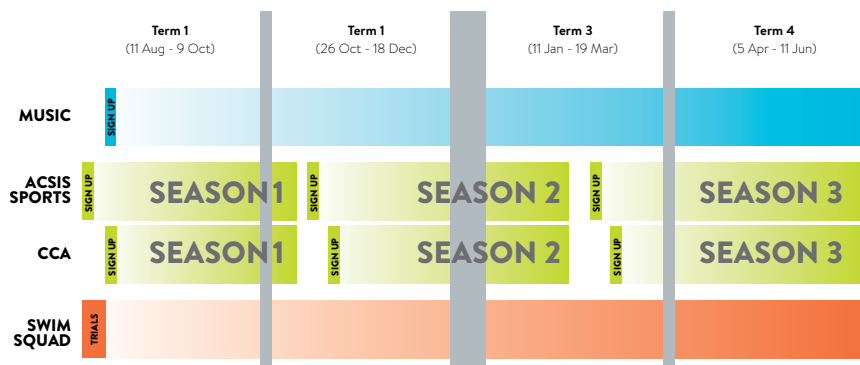 Term 1
(11 Aug - 9 Oct)
Term 1
(26 Oct - 18 Dec)
Term 3
(11 Jan - 19 Mar)
Term 4
(5 Apr - 11 Jun)
MUSIC
SIGN UP
ACSIS
SPORTS
SIGN UP
SEASON 1
SIGN UP
SEASON 2
SIGN UP
SEASON 3
CCA
SIGN UP
SEASON 1
SIGN UP
SEASON 2
SIGN UP
SEASON 3
SWIM
SQUAD
TRIALS